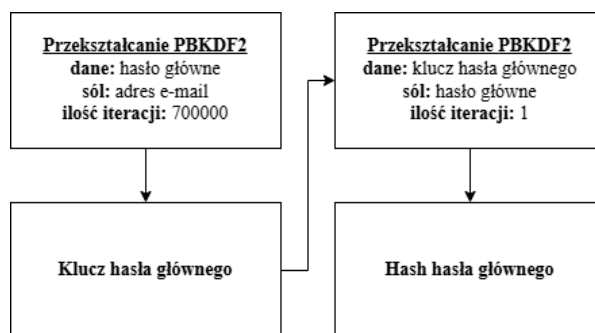 Przekształcanie PBKDF2
dane: hasło główne
sól: adres e-mail
ilość iteracji: 700000
Klucz hasła głównego
Przekształcanie PBKDF2
dane: klucz hasła głównego
sól: hasło główne
ilość iteracji: 1
Hash hasła głównego